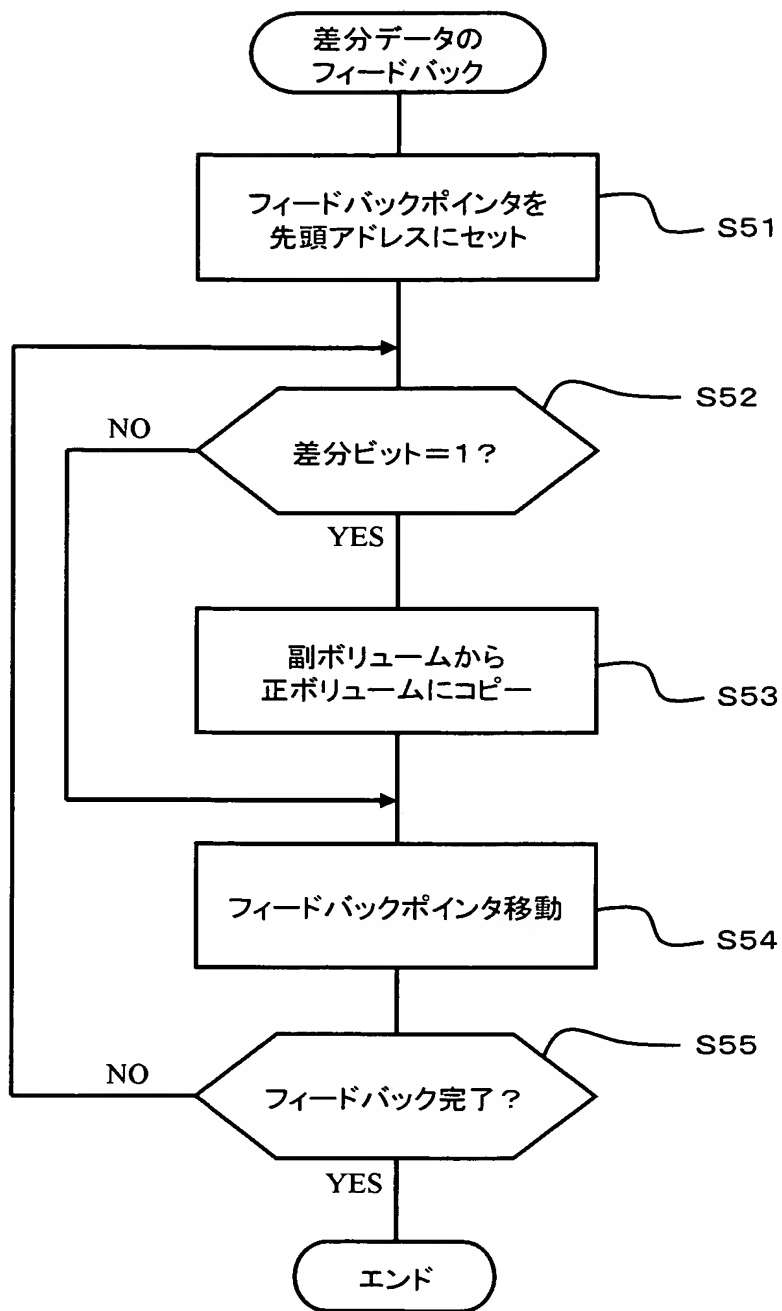 差分データの
フィードバック
フィードバックポインタを
先頭アドレスにセット
S51
差分ビット=1?
S52
NO
YES
副ボリュームから
正ボリュームにコピー
S53
フィードバックポインタ移動
S54
フィードバック完了?
S55
NO
YES
エンド